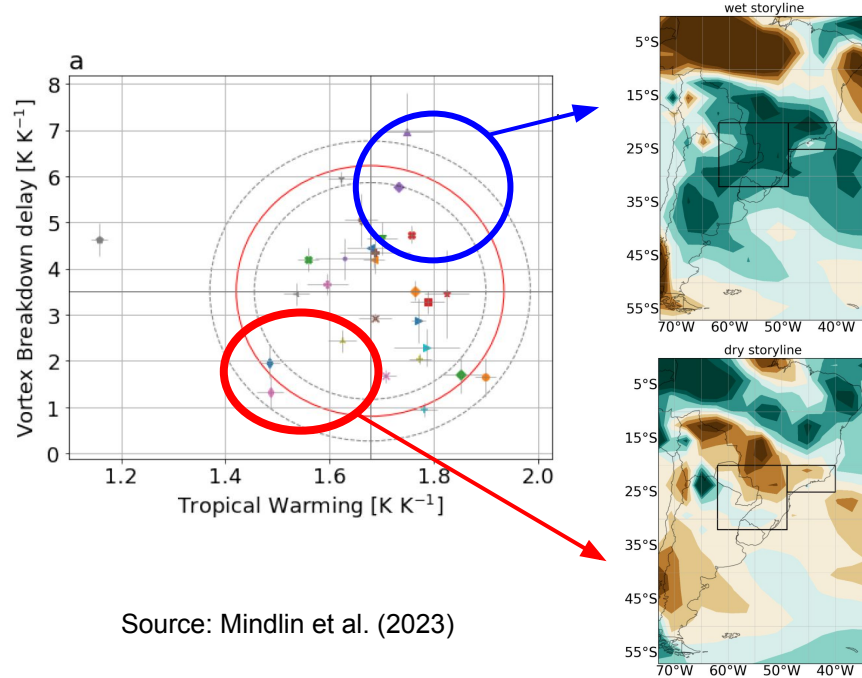 wet storyline
a
8
7
6
5
4
3
2
1
0
Vortex Breakdown delay [K K⁻¹]
1.2 1.4 1.6 1.8 2.0
Tropical Warming [K K⁻¹]
5°S
15°S
25°S
35°S
45°S
55°S
70°W 60°W 50°W 40°W
dry storyline
5°S
15°S
25°S
35°S
45°S
55°S
70°W 60°W 50°W 40°W
Source: Mindlin et al. (2023)